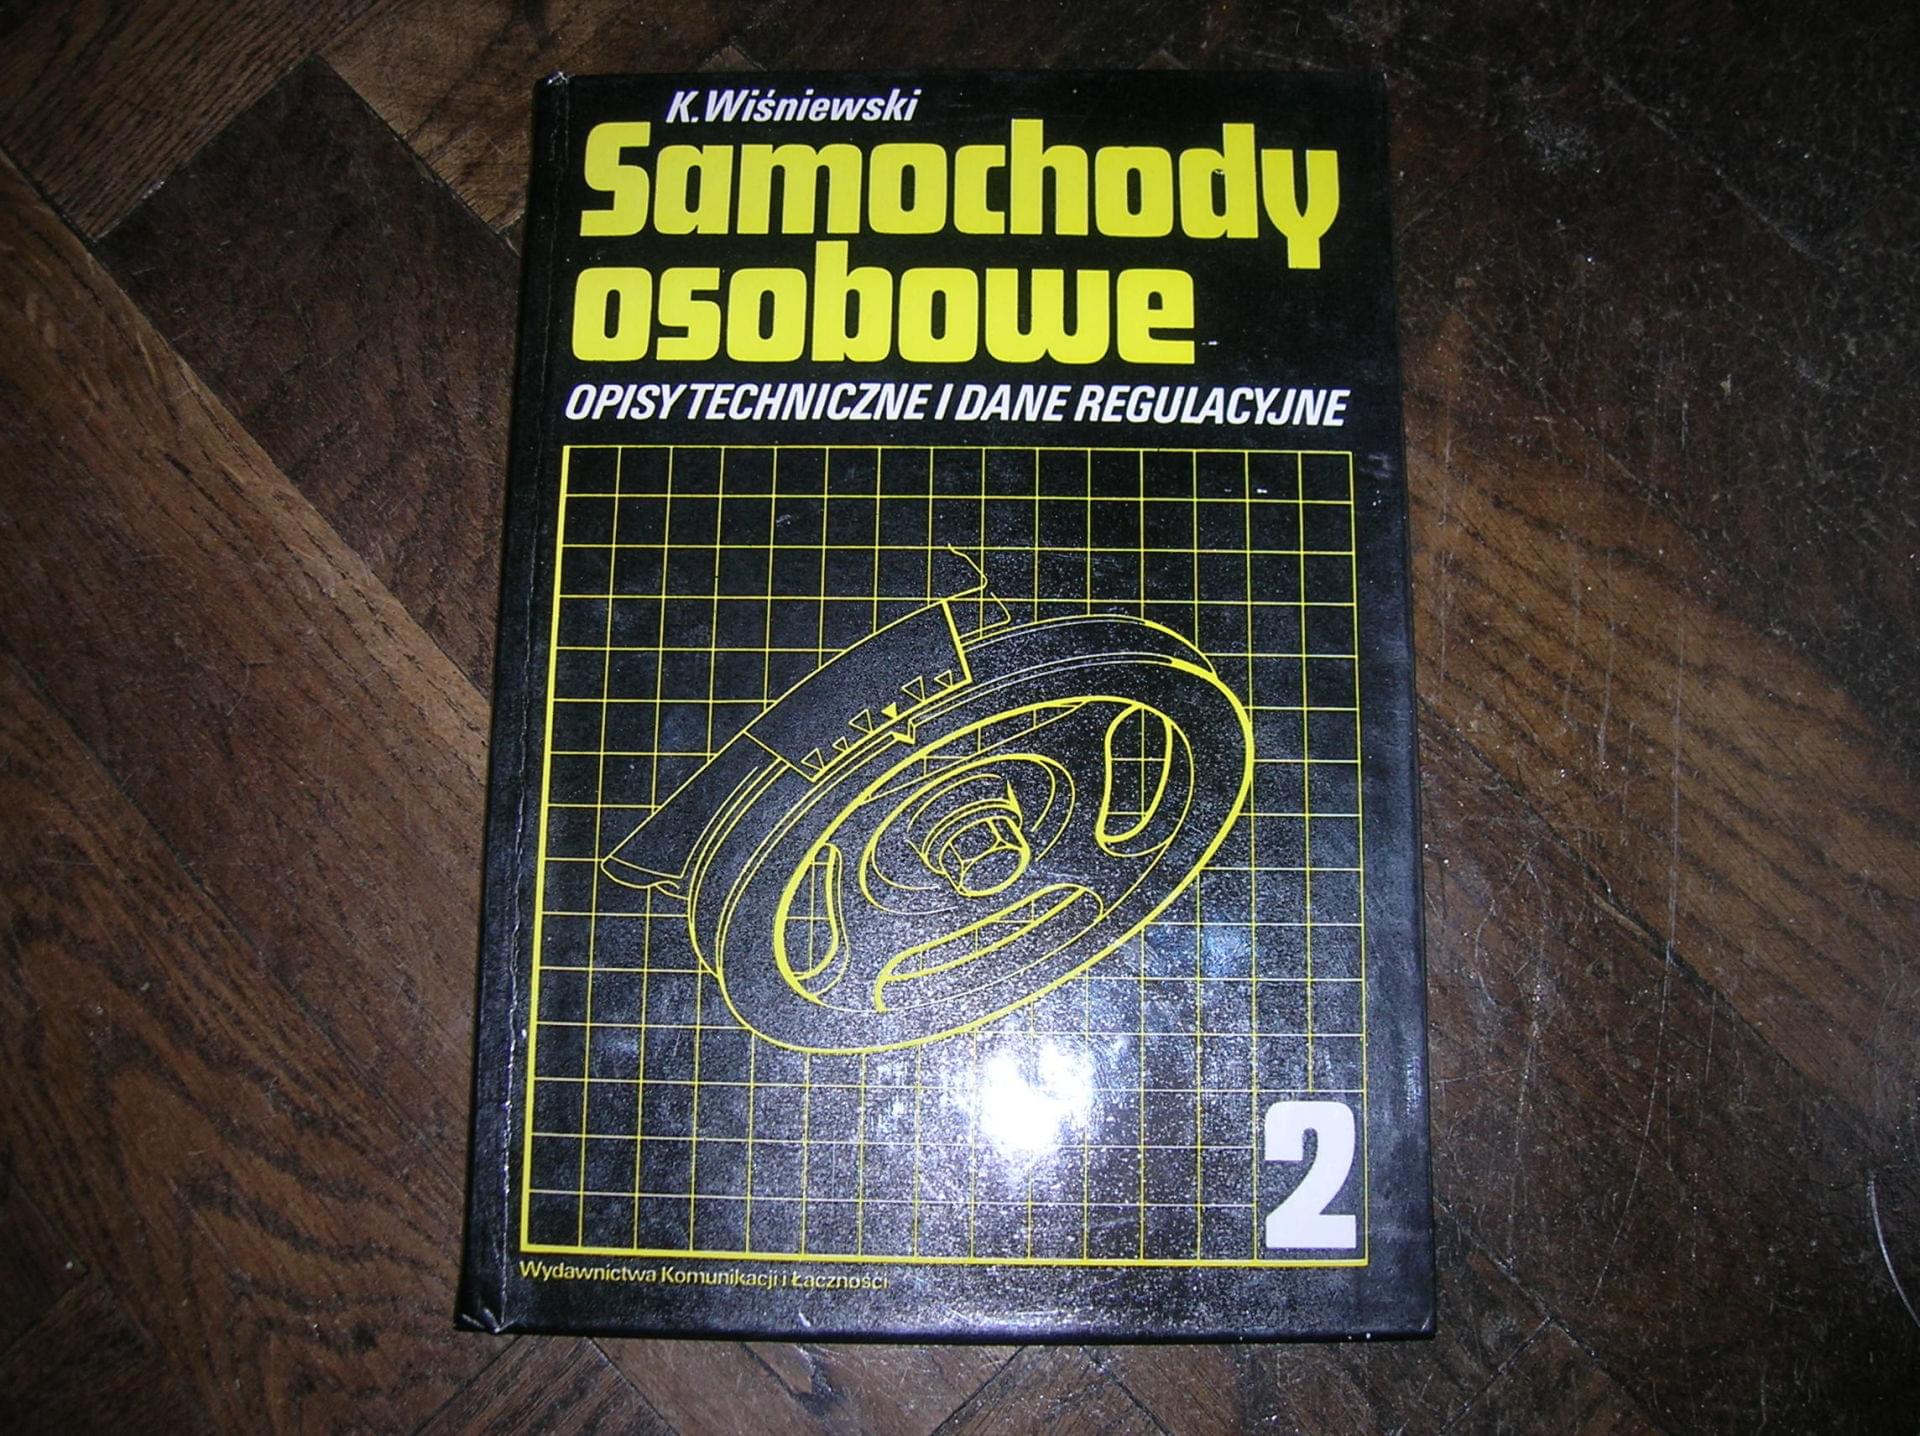 K. Wiśniewski
Samochody
osobowe
OPISY TECHNICZNE I DANE REGULACYJNE
2
Wydawnictwa Komunikacji i Łączności